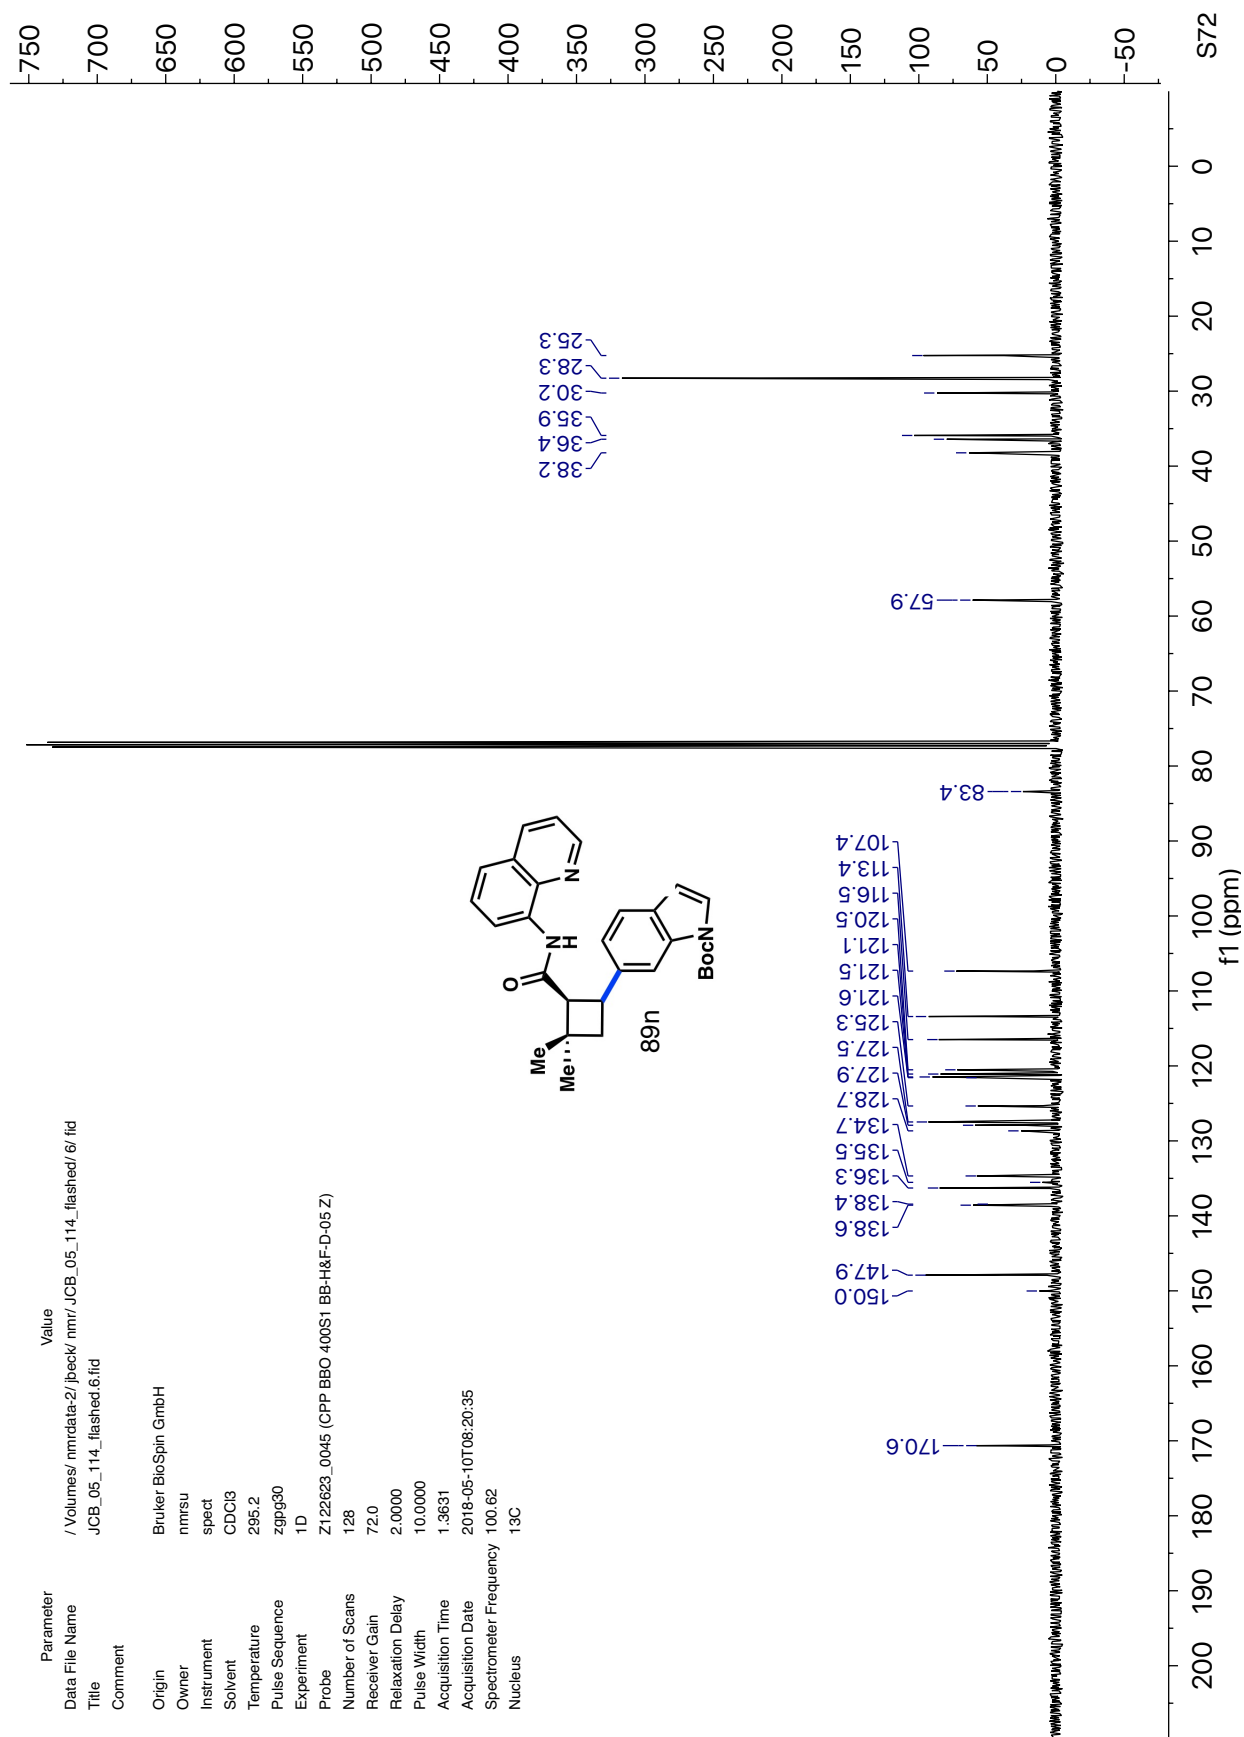 Parameter Value
Data File Name / Volumes/ nmrdata-2/ jbeck/ nmr/ JCB_05_114_flashed/ 6/ fid
Title JCB_05_114_flashed.6.fid
Comment
Origin Bruker BioSpin GmbH
Owner nmrsu
Instrument spect
Solvent CDCl3
Temperature 295.2
Pulse Sequence zgpg30
Experiment 1D
Probe Z122623_0045 (CPP BBO 400S1 BB-H&F-D-05 Z)
Number of Scans 128
Receiver Gain 72.0
Relaxation Delay 2.0000
Pulse Width 10.0000
Acquisition Time 1.3631
Acquisition Date 2018-05-10T08:20:35
Spectrometer Frequency 100.62
Nucleus 13C
170.6
150.0
147.9
138.6
138.4
136.3
135.5
134.7
128.7
127.9
127.5
125.3
121.6
121.5
121.1
120.5
116.5
113.4
107.4
83.4
57.9
38.2
36.4
35.9
30.2
28.3
25.3
Me
Me
O
N
H
N
BocN
89n
750
700
650
600
550
500
450
400
350
300
250
200
150
100
50
0
-50
200 190 180 170 160 150 140 130 120 110 100 90 80 70 60 50 40 30 20 10 0
f1 (ppm)
S72